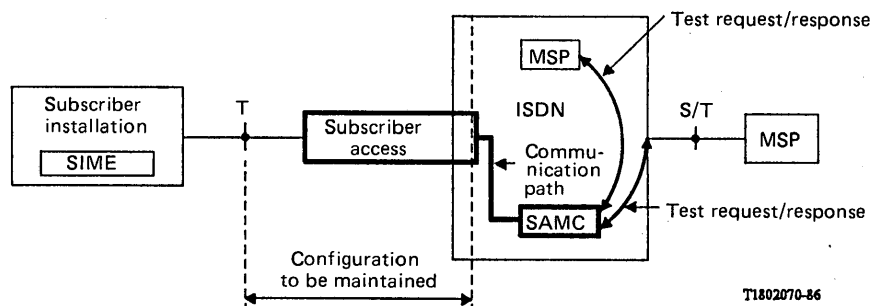 Test request/response
MSP
Subscriber
installation
SIME
T
Subscriber
access
ISDN
S/T
MSP
Commu-
nication
path
SAMC
Test request/response
Configuration
to be maintained
T1802070-86